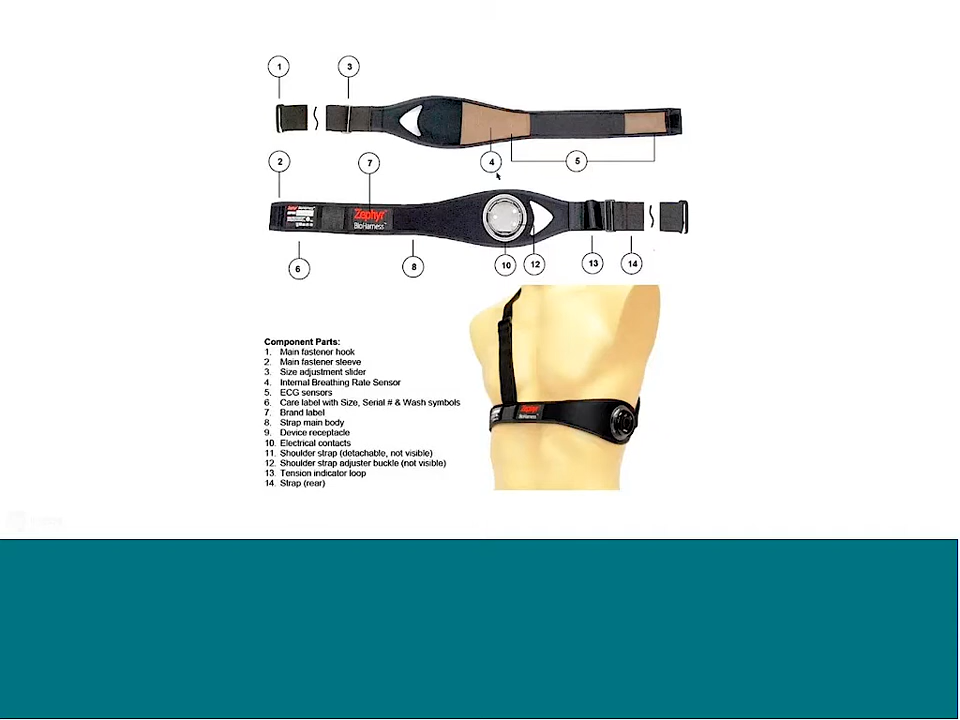 1
3
4
5
2
7
Zephyr
Zephyr
BioHarness
6
8
10
12
13
14
Component Parts:
1. Main fastener hook
2. Main fastener sleeve
3. Size adjustment slider
4. Internal Breathing Rate Sensor
5. ECG sensors
6. Care label with Size, Serial # & Wash symbols
7. Brand label
8. Strap main body
9. Device receptacle
10. Electrical contacts
11. Shoulder strap (detachable, not visible)
12. Shoulder strap adjuster buckle (not visible)
13. Tension indicator loop
14. Strap (rear)
Zephyr
BioHarness